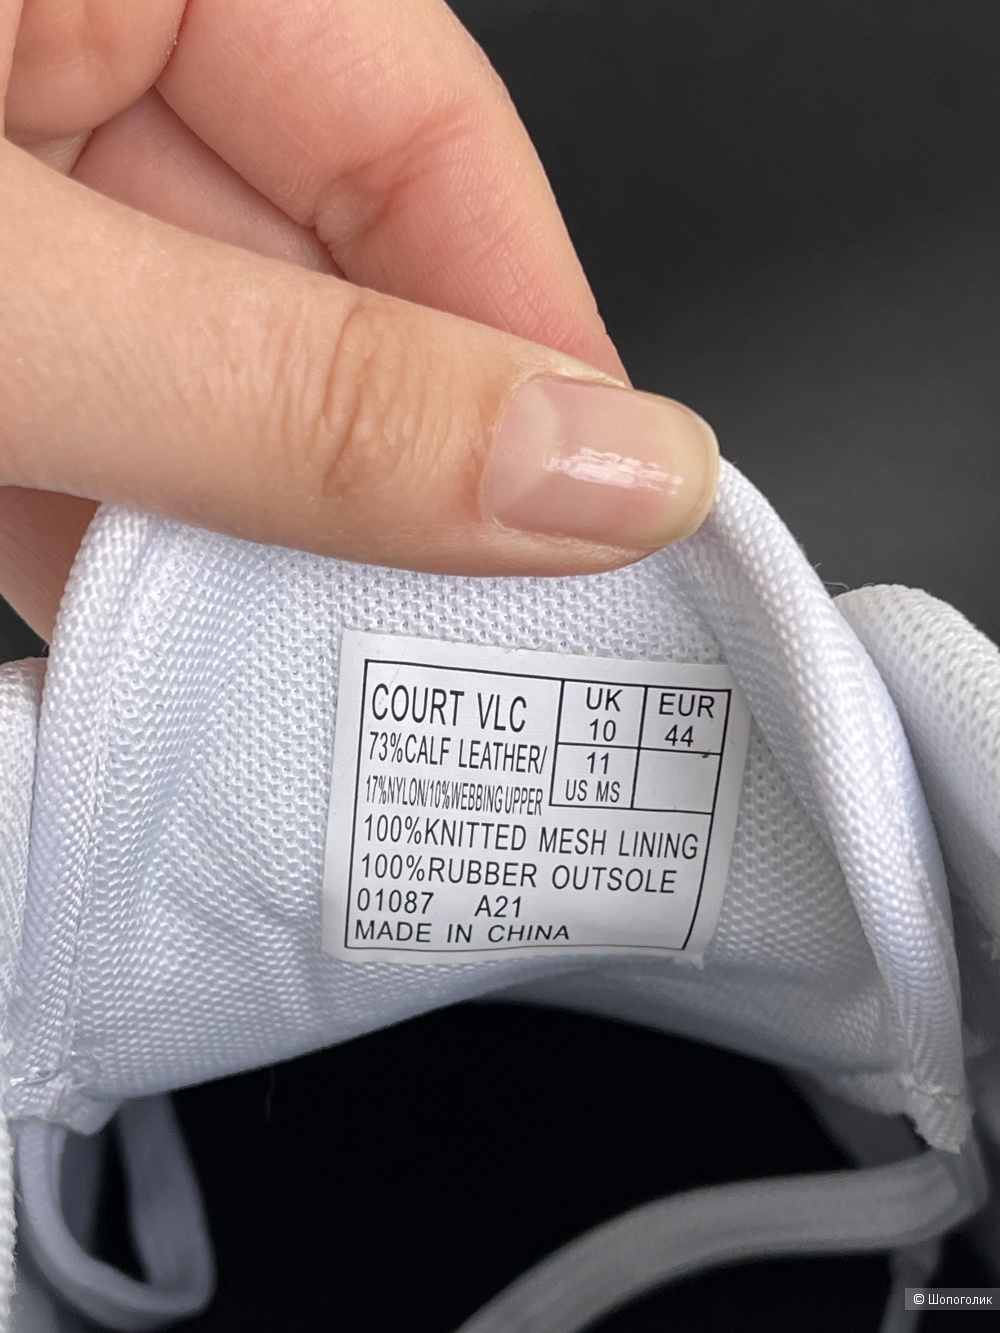 COURT VLC
73%CALF LEATHER/
17%NYLON/10%WEBBING UPPER
UK
10
EUR
44
11
US MS
100%KNITTED MESH LINING
100%RUBBER OUTSOLE
01087 A21
MADE IN CHINA
© Шопоголик